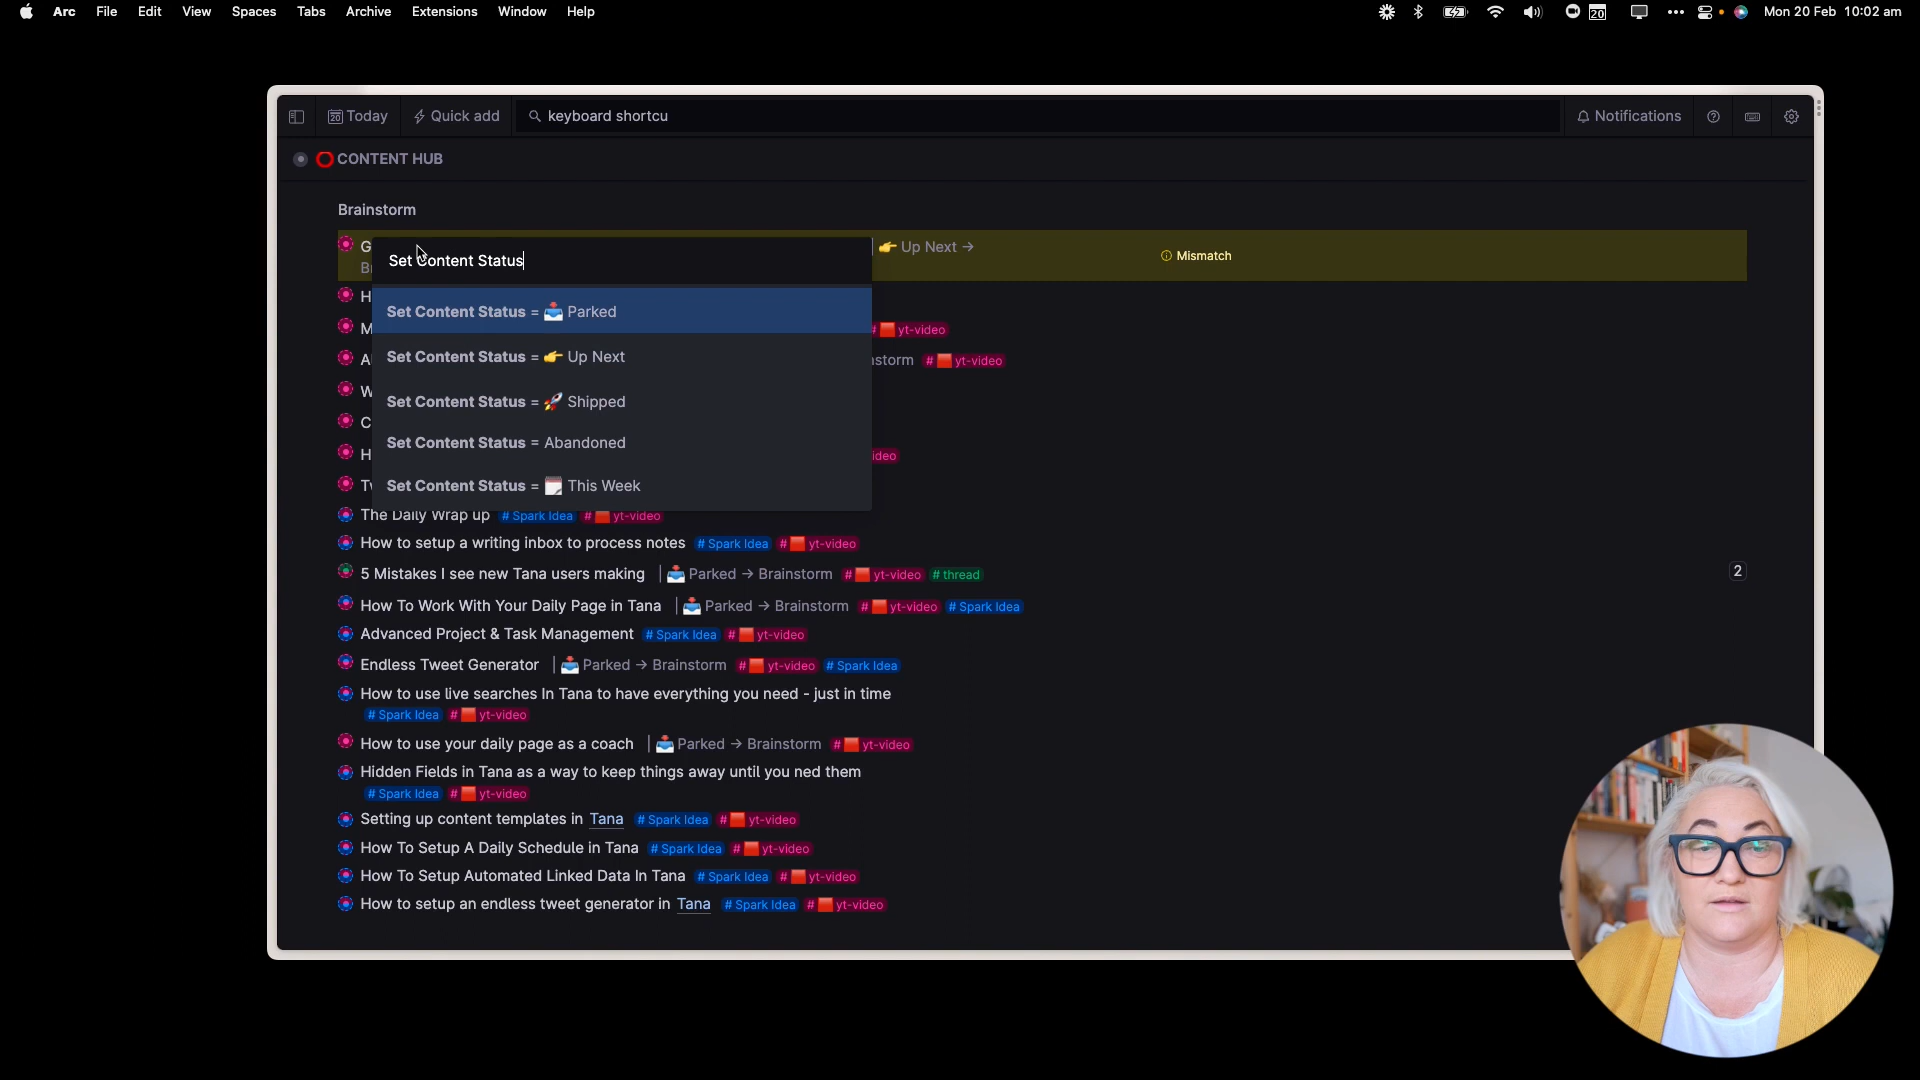 Arc File Edit View Spaces Tabs Archive Extensions Window Help 20 Mon 20 Feb 10:02 am
20 Today Quick add keyboard shortcu Notifications
CONTENT HUB
Brainstorm
G 👉 Up Next →
Mismatch
Set Content Status
Set Content Status = 📥 Parked
Set Content Status = 👉 Up Next
Set Content Status = 🚀 Shipped
Set Content Status = Abandoned
Set Content Status = 🗓️ This Week
# 🟥 yt-video
# 🟥 yt-video
The Daily Wrap up # Spark Idea # 🟥 yt-video
How to setup a writing inbox to process notes # Spark Idea # 🟥 yt-video
5 Mistakes I see new Tana users making | 📥 Parked → Brainstorm # 🟥 yt-video # thread 2
How To Work With Your Daily Page in Tana | 📥 Parked → Brainstorm # 🟥 yt-video # Spark Idea
Advanced Project & Task Management # Spark Idea # 🟥 yt-video
Endless Tweet Generator | 📥 Parked → Brainstorm # 🟥 yt-video # Spark Idea
How to use live searches In Tana to have everything you need - just in time
# Spark Idea # 🟥 yt-video
How to use your daily page as a coach | 📥 Parked → Brainstorm # 🟥 yt-video
Hidden Fields in Tana as a way to keep things away until you ned them
# Spark Idea # 🟥 yt-video
Setting up content templates in Tana # Spark Idea # 🟥 yt-video
How To Setup A Daily Schedule in Tana # Spark Idea # 🟥 yt-video
How To Setup Automated Linked Data In Tana # Spark Idea # 🟥 yt-video
How to setup an endless tweet generator in Tana # Spark Idea # 🟥 yt-video